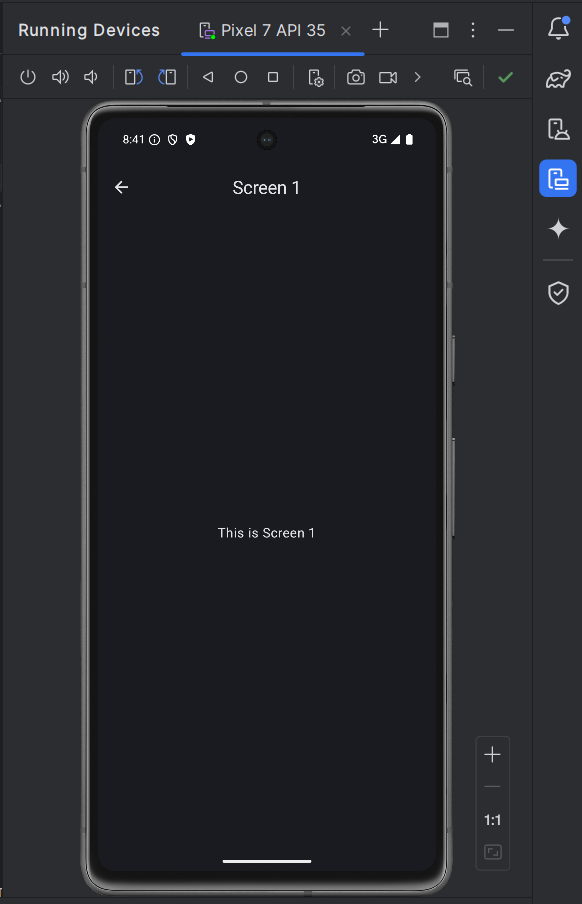 Running Devices
Pixel 7 API 35
8:41
3G
Screen 1
This is Screen 1
1:1